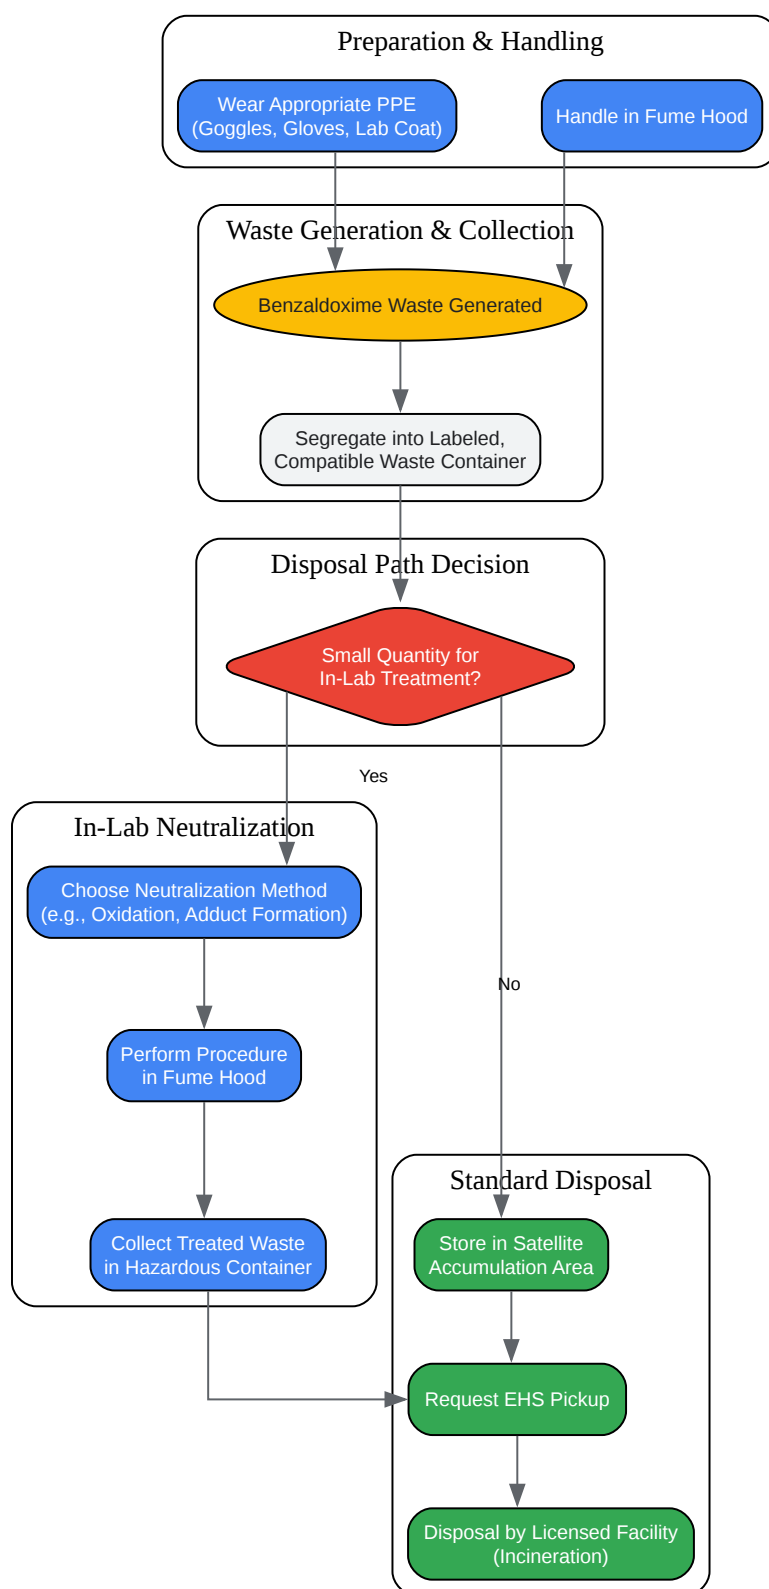 Preparation & Handling
Wear Appropriate PPE
(Goggles, Gloves, Lab Coat)
Handle in Fume Hood
Waste Generation & Collection
Benzaldoxime Waste Generated
Segregate into Labeled,
Compatible Waste Container
Disposal Path Decision
Small Quantity for
In-Lab Treatment?
Yes
In-Lab Neutralization
Choose Neutralization Method
(e.g., Oxidation, Adduct Formation)
No
Perform Procedure
in Fume Hood
Standard Disposal
Collect Treated Waste
in Hazardous Container
Store in Satellite
Accumulation Area
Request EHS Pickup
Disposal by Licensed Facility
(Incineration)